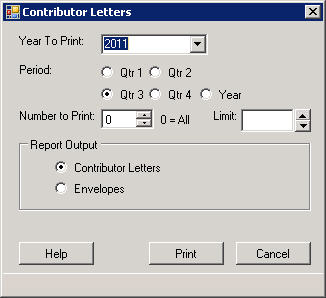 Contributor Letters
Year To Print: 2011
Period: Qtr 1 Qtr 2
Qtr 3 Qtr 4 Year
Number to Print: 0 0 = All Limit:
Report Output
Contributor Letters
Envelopes
Help Print Cancel